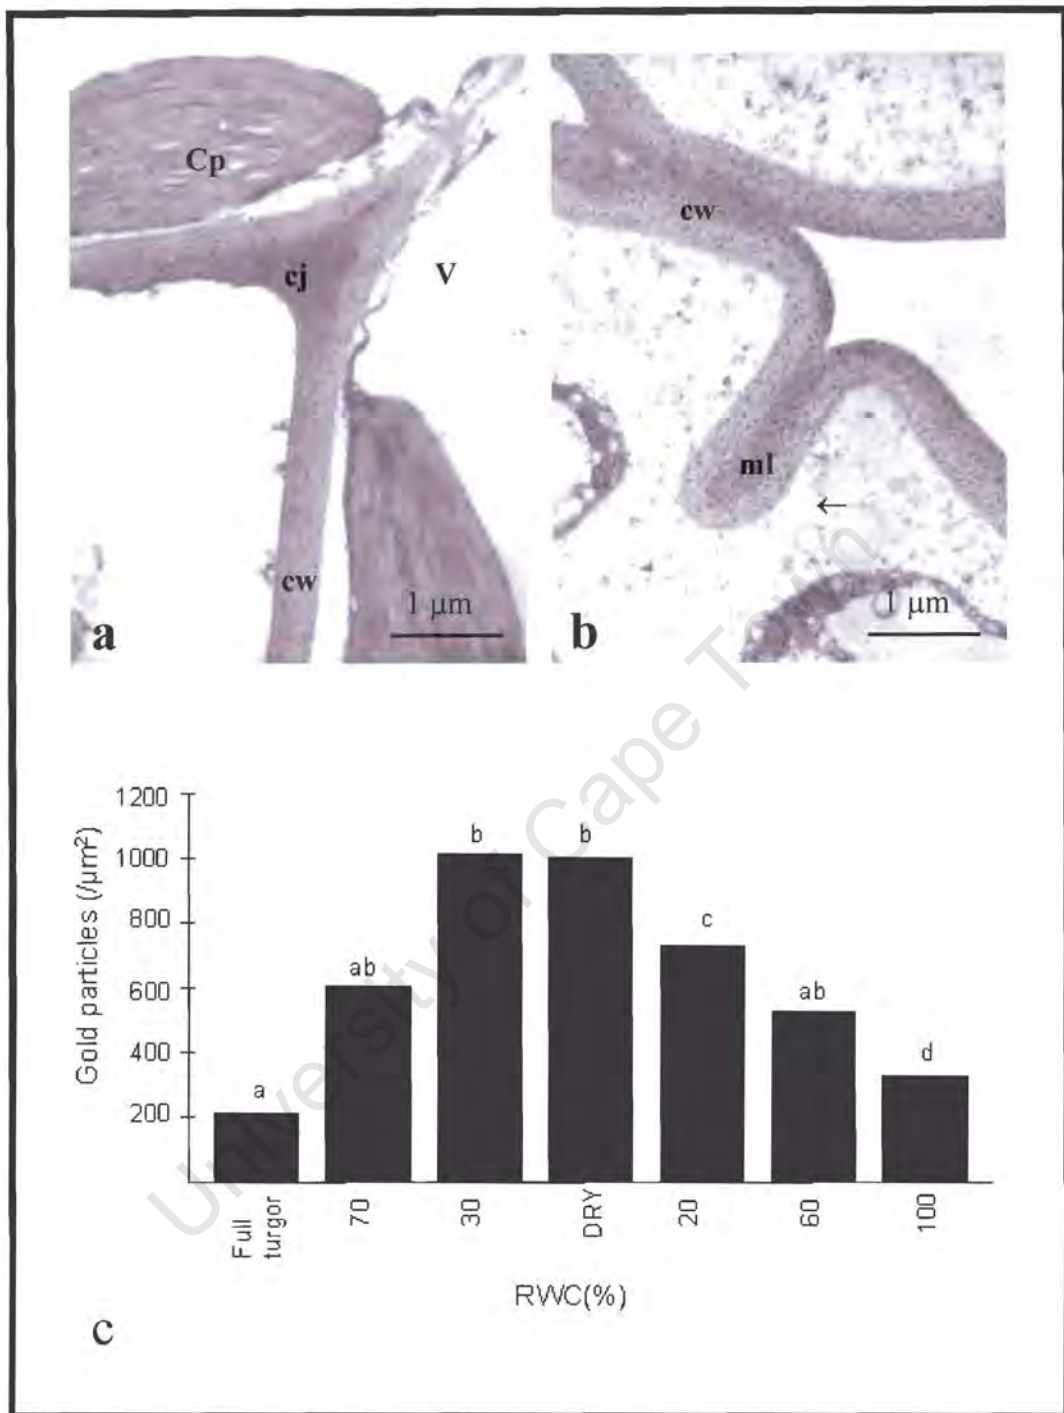 Cp
cj
V
cw
1 μm
a
cw
ml
←
1 μm
b
University of Cape Town
Gold particles (/μm²)
1200
1000
800
600
400
200
a
ab
b
b
c
ab
d
Full turgor
70
30
DRY
20
60
100
RWC(%)
c